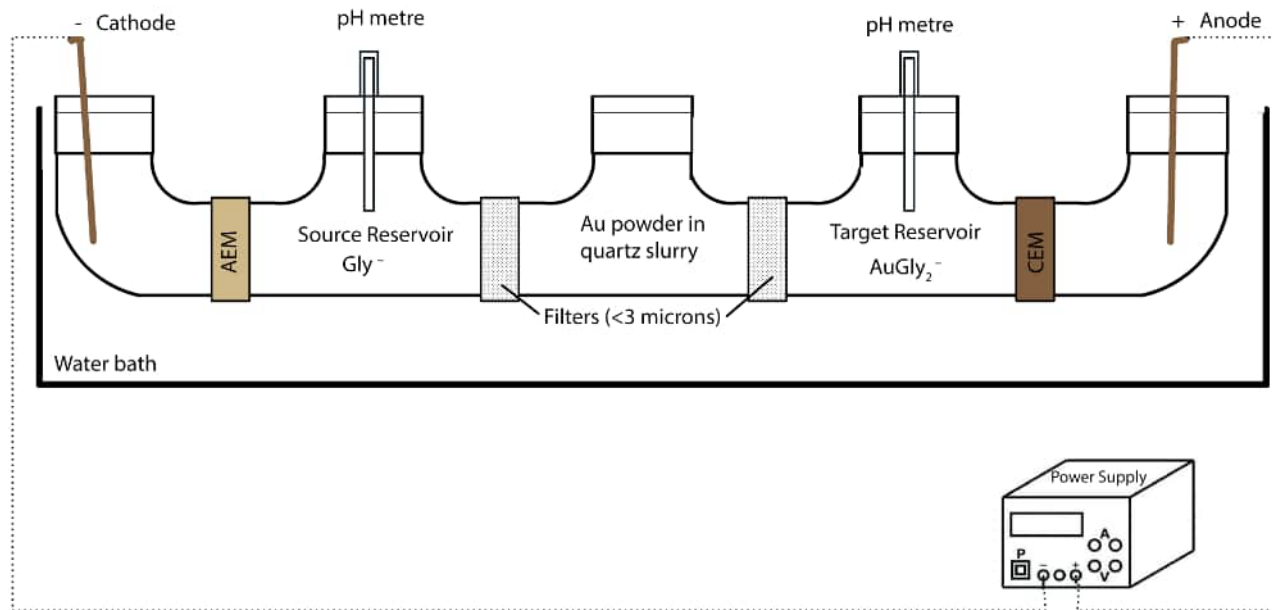 - Cathode
pH metre
pH metre
+ Anode
AEM
Source Reservoir
Gly⁻
Au powder in
quartz slurry
Target Reservoir
AuGly₂⁻
CEM
Filters (<3 microns)
Water bath
Power Supply
A
P
- +
V